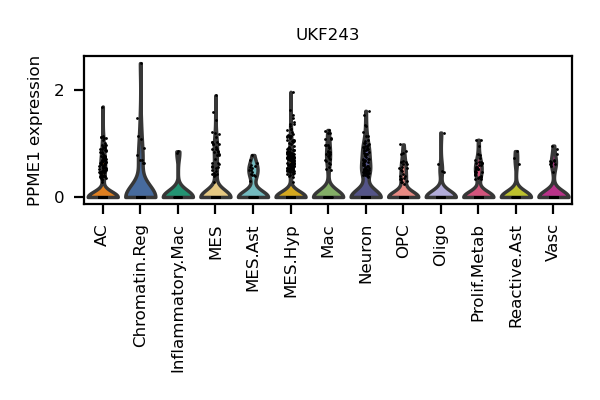 UKF243
PPME1 expression
2
0
AC
Chromatin.Reg
Inflammatory.Mac
MES
MES.Ast
MES.Hyp
Mac
Neuron
OPC
Oligo
Prolif.Metab
Reactive.Ast
Vasc